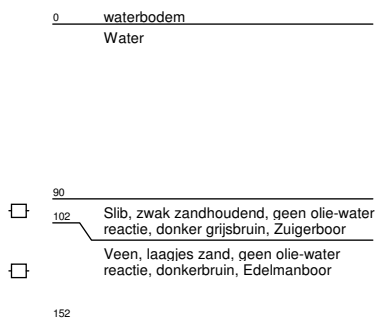 0 waterbodem
Water
90
102 Slib, zwak zandhoudend, geen olie-water
reactie, donker grijsbruin, Zuigerboor
Veen, laagjes zand, geen olie-water
reactie, donkerbruin, Edelmanboor
152